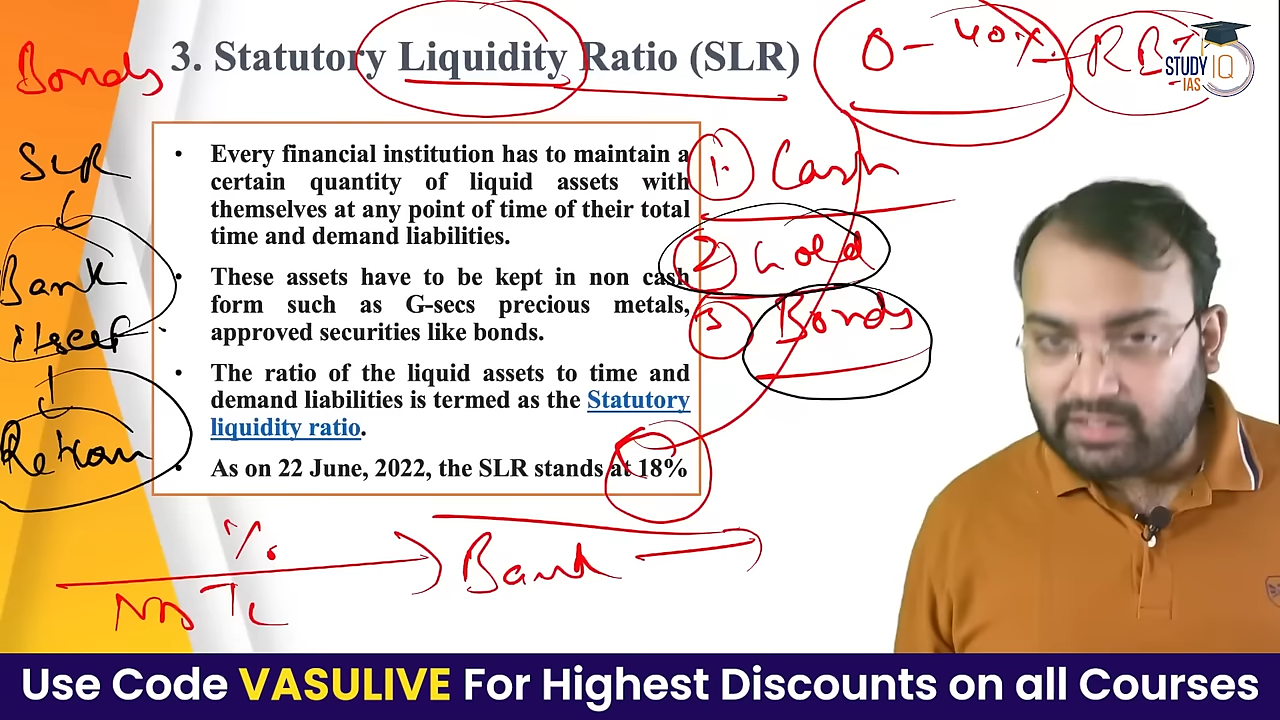 3. Statutory Liquidity Ratio (SLR)
0-40%-RBI
STUDY IQ
IAS
Bonds
SLR
Bank
itself
Return
• Every financial institution has to maintain a
certain quantity of liquid assets with
themselves at any point of time of their total
time and demand liabilities.
• These assets have to be kept in non cash
form such as G-secs precious metals,
approved securities like bonds.
• The ratio of the liquid assets to time and
demand liabilities is termed as the Statutory
liquidity ratio.
• As on 22 June, 2022, the SLR stands at 18%
1. Cash
2 Gold
3 Bonds
%
NDTL
Bank
Use Code VASULIVE For Highest Discounts on all Courses